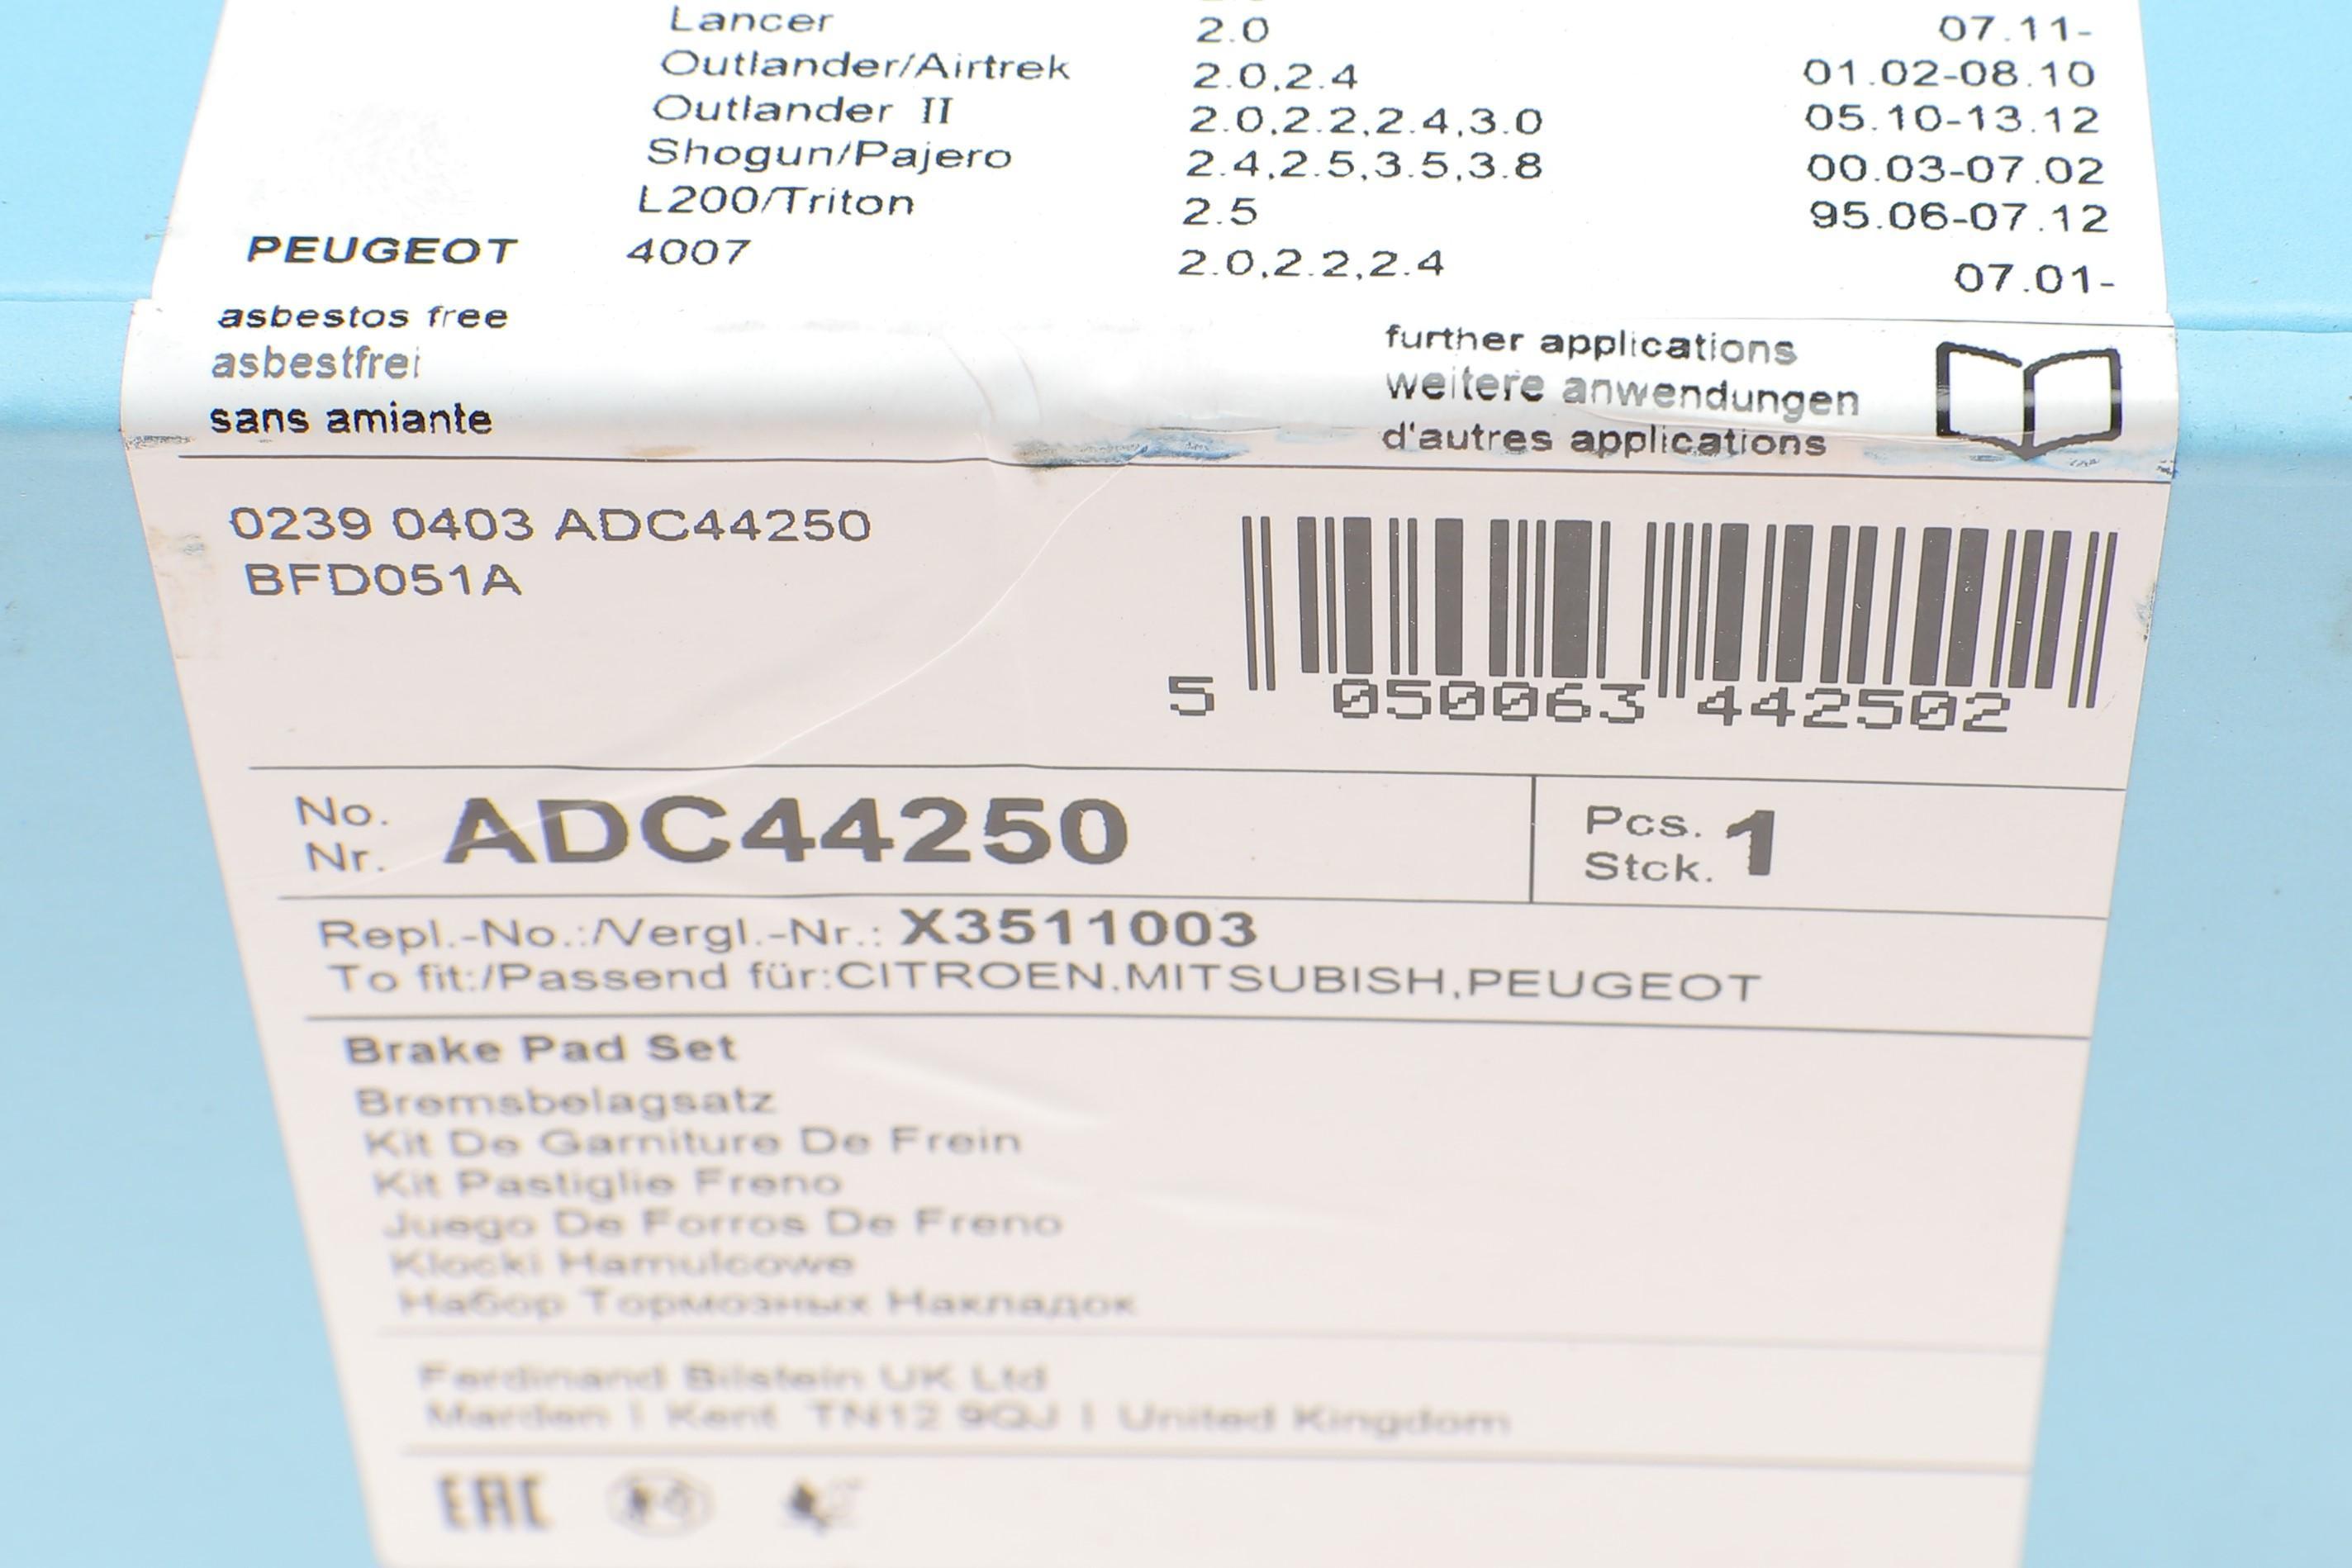 Lancer 2.0 07.11-
Outlander/Airtrek 2.0,2.4 01.02-08.10
Outlander II 2.0,2.2,2.4,3.0 05.10-13.12
Shogun/Pajero 2.4,2.5,3.5,3.8 00.03-07.02
L200/Triton 2.5 95.06-07.12
PEUGEOT 4007 2.0,2.2,2.4 07.01-
asbestos free
asbestfrei
sans amiante
further applications
weitere anwendungen
d'autres applications
0239 0403 ADC44250
BFD051A
5 050063 442502
No.
Nr.
ADC44250
Pcs.
Stck.
1
Repl.-No.:/Vergl.-Nr.: X3511003
To fit:/Passend für:CITROEN,MITSUBISH,PEUGEOT
Brake Pad Set
Bremsbelagsatz
Kit De Garniture De Frein
Kit Pastiglie Freno
Juego De Forros De Freno
Klocki Hamulcowe
Набор Тормозных Накладок
Ferdinand Bilstein UK Ltd
Marden | Kent TN12 9QJ | United Kingdom
EAC